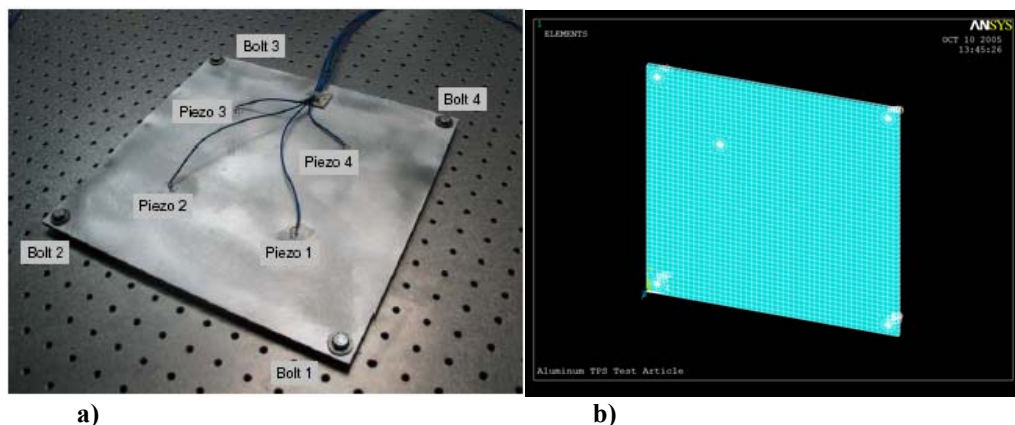 Bolt 3
Bolt 4
Piezo 3
Piezo 4
Piezo 2
Piezo 1
Bolt 2
Bolt 1
1
ELEMENTS
ANSYS
OCT 10 2005
13:45:26
Aluminum TPS Test Article
a)
b)